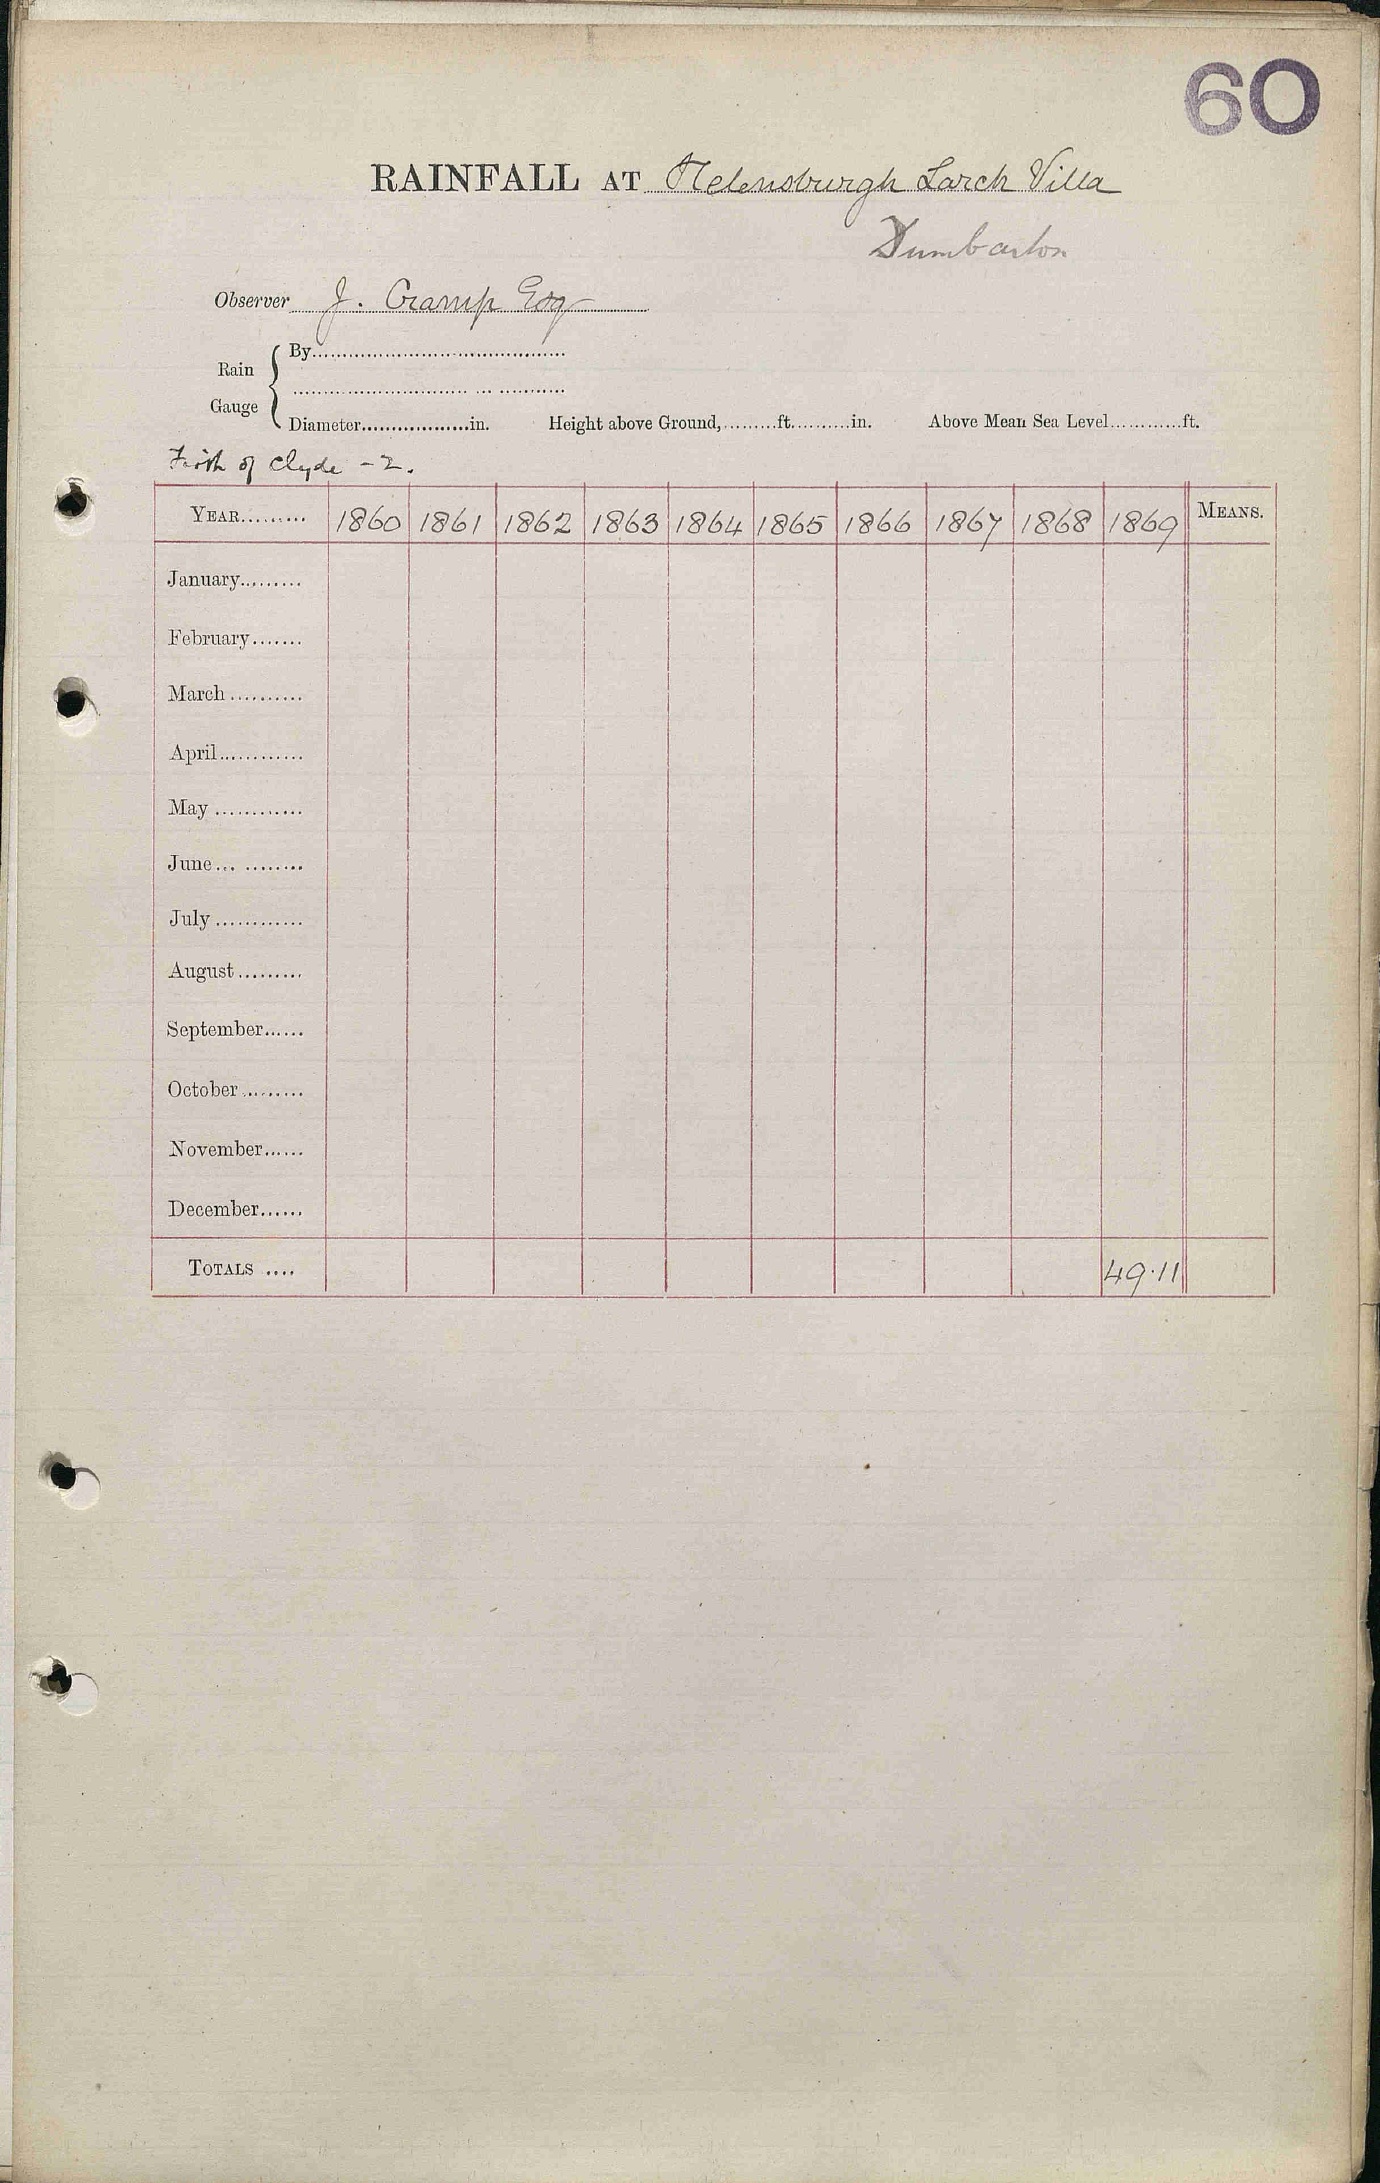 60
RAINFALL AT Helensburgh Larch Villa
Dumbarton
Observer J. Cramp Esq
Rain Gauge { By
Diameter in. Height above Ground, ft. in. Above Mean Sea Level ft.
Firth of Clyde - 2.
YEAR 1860 1861 1862 1863 1864 1865 1866 1867 1868 1869 MEANS.
January
February
March
April
May
June
July
August
September
October
November
December
TOTALS 49.11